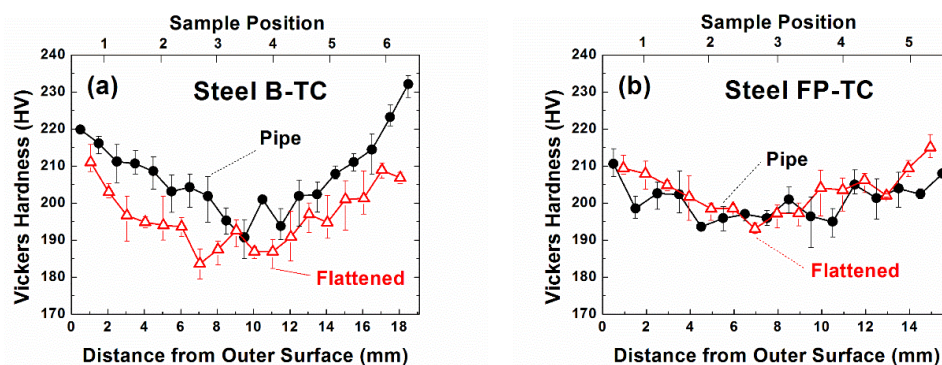 Sample Position
1 2 3 4 5 6
240
230
220
210
200
190
180
170
Vickers Hardness (HV)
(a)
Steel B-TC
Pipe
Flattened
0 2 4 6 8 10 12 14 16 18
Distance from Outer Surface (mm)
Sample Position
1 2 3 4 5
240
230
220
210
200
190
180
170
Vickers Hardness (HV)
(b)
Steel FP-TC
Pipe
Flattened
0 2 4 6 8 10 12 14
Distance from Outer Surface (mm)